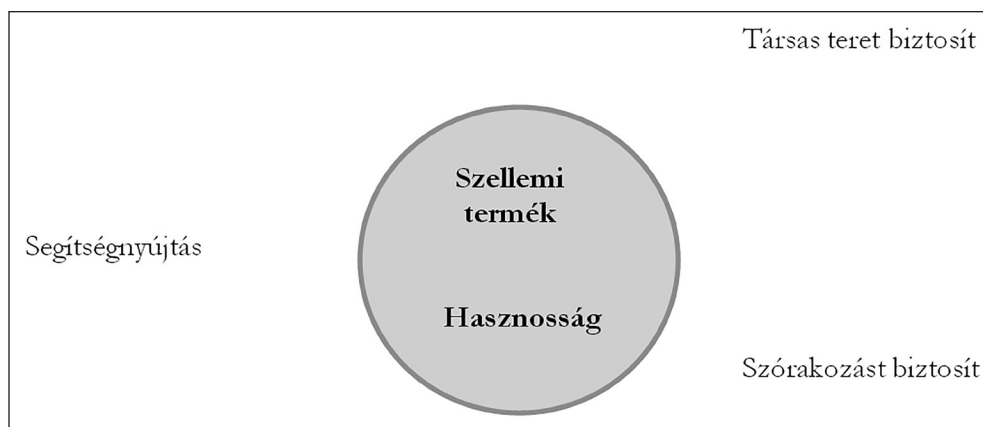 Társas teret biztosít
Szellemi
termék
Segítségnyújtás
Hasznosság
Szórakozást biztosít